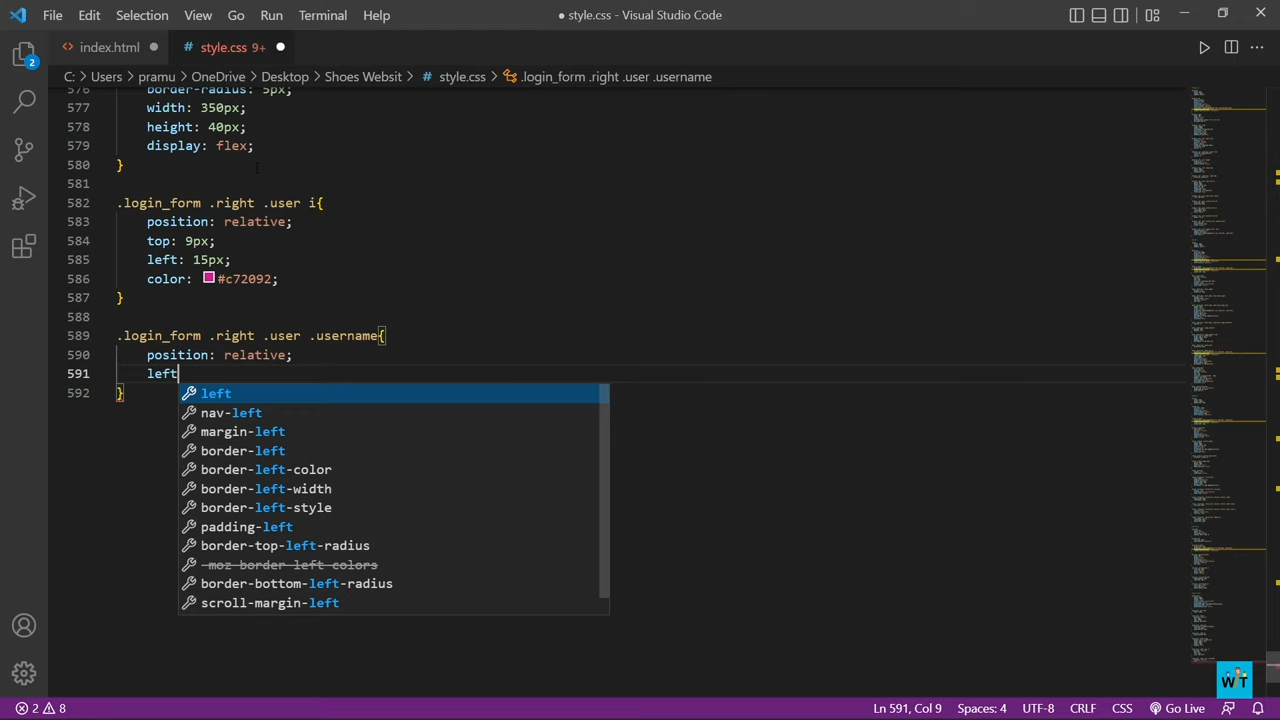 File Edit Selection View Go Run Terminal Help
● style.css - Visual Studio Code
index.html
# style.css 9+
C: > Users > pramu > OneDrive > Desktop > Shoes Websit > # style.css > .login_form .right .user .username
2
576 border-radius: 5px;
577 width: 350px;
578 height: 40px;
579 display: flex;
580 }
581
582 .login_form .right .user i{
583 position: relative;
584 top: 9px;
585 left: 15px;
586 color: #c72092;
587 }
588
589 .login_form .right .user .username{
590 position: relative;
591 left
592 }
left
nav-left
margin-left
border-left
border-left-color
border-left-width
border-left-style
padding-left
border-top-left-radius
-moz-border-left-colors
border-bottom-left-radius
scroll-margin-left
WT
2 8
Ln 591, Col 9 Spaces: 4 UTF-8 CRLF CSS Go Live